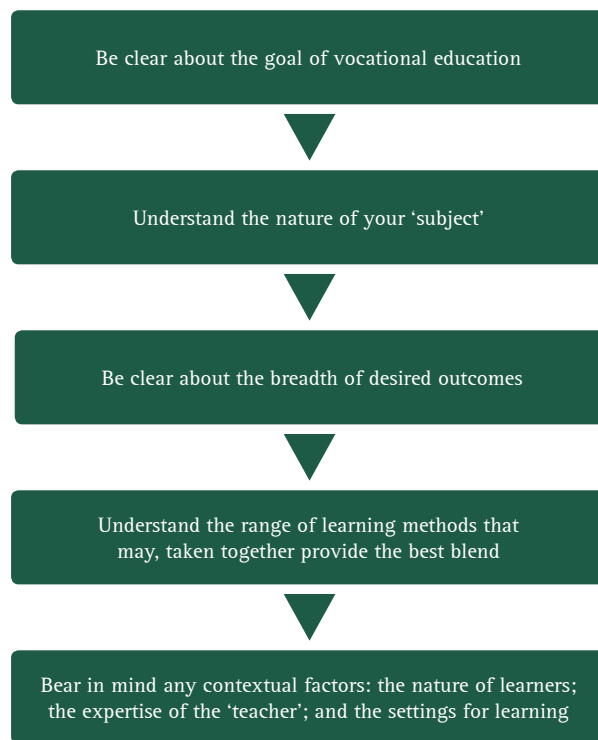 Be clear about the goal of vocational education
Understand the nature of your ‘subject’
Be clear about the breadth of desired outcomes
Understand the range of learning methods that
may, taken together provide the best blend
Bear in mind any contextual factors: the nature of learners;
the expertise of the ‘teacher’; and the settings for learning